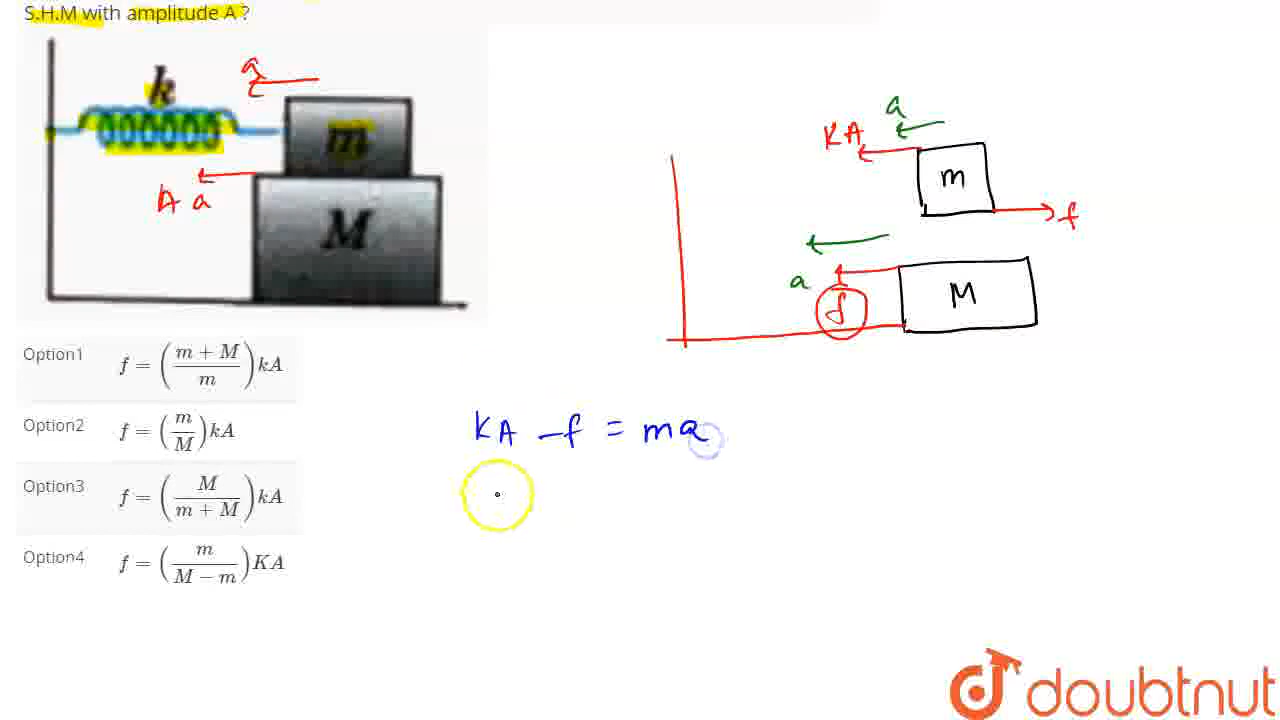 S.H.M with amplitude A ?
k
a
m
A a
M
a
KA
m
f
a
f
M
Option1 f = (m + M / m) kA
Option2 f = (m / M) kA
Option3 f = (M / m + M) kA
Option4 f = (m / M − m) KA
KA – f = ma
doubtnut